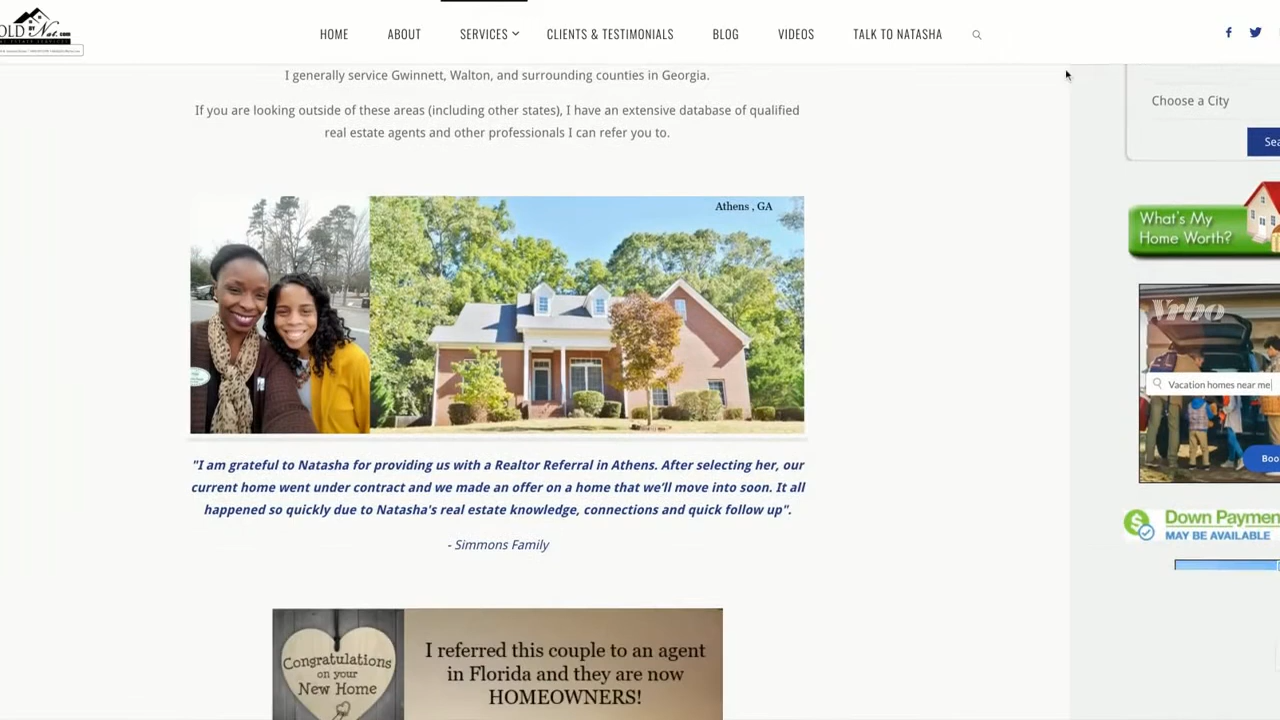 OLD BY Nat.com
HOME
ABOUT
SERVICES
CLIENTS & TESTIMONIALS
BLOG
VIDEOS
TALK TO NATASHA
I generally service Gwinnett, Walton, and surrounding counties in Georgia.
If you are looking outside of these areas (including other states), I have an extensive database of qualified
real estate agents and other professionals I can refer you to.
Athens , GA
"I am grateful to Natasha for providing us with a Realtor Referral in Athens. After selecting her, our
current home went under contract and we made an offer on a home that we’ll move into soon. It all
happened so quickly due to Natasha's real estate knowledge, connections and quick follow up".
- Simmons Family
Congratulations
on your
New Home
I referred this couple to an agent
in Florida and they are now
HOMEOWNERS!
Choose a City
Sea
What's My
Home Worth?
Vrbo
Vacation homes near me
Boo
Down Paymen
MAY BE AVAILABLE